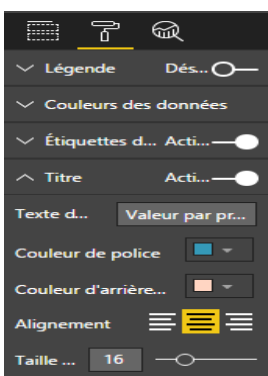 Légende Dés...
Couleurs des données
Étiquettes d... Acti...
Titre Acti...
Texte d... Valeur par pr...
Couleur de police
Couleur d'arrière...
Alignement
Taille ... 16